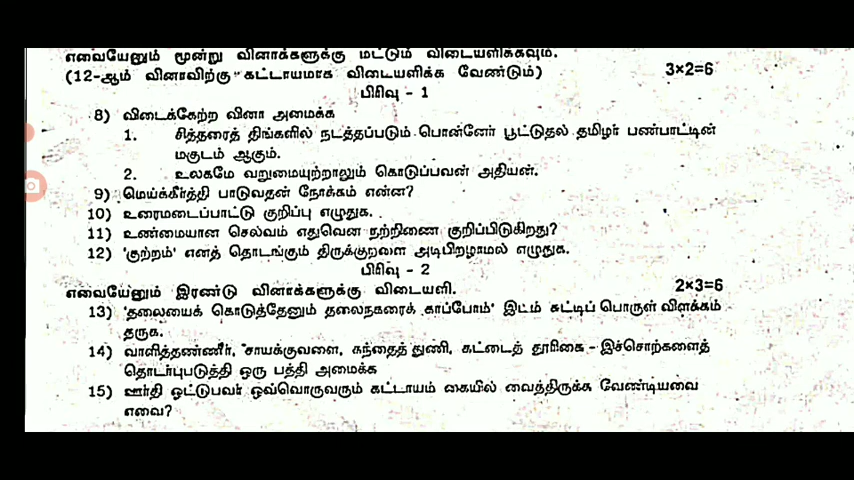 எவையேனும் மூன்று வினாக்களுக்கு மட்டும் விடையளிக்கவும்.
(12-ஆம் வினாவிற்கு கட்டாயமாக விடையளிக்க வேண்டும்) 3×2=6
பிரிவு - 1
8) விடைக்கேற்ற வினா அமைக்க
1. சித்தரைத் திங்களில் நடத்தப்படும் பொன்னேர் பூட்டுதல் தமிழர் பண்பாட்டின்
மகுடம் ஆகும்.
2. உலகமே வறுமையுற்றாலும் கொடுப்பவன் அதியன்.
9) மெய்க்கீர்த்தி பாடுவதன் நோக்கம் என்ன?
10) உரைமடைப்பாட்டு குறிப்பு எழுதுக.
11) உண்மையான செல்வம் எதுவென நற்றிணை குறிப்பிடுகிறது?
12) 'குற்றம்' எனத் தொடங்கும் திருக்குறளை அடிபிறழாமல் எழுதுக.
பிரிவு - 2
எவையேனும் இரண்டு வினாக்களுக்கு விடையளி. 2×3=6
13) 'தலையைக் கொடுத்தேனும் தலைநகரைக் காப்போம்' இடம் சுட்டிப் பொருள் விளக்கம்
தருக.
14) வாளித்தண்ணீர், சாயக்குவளை, கந்தைத் துணி, கட்டைத் தூரிகை - இச்சொற்களைத்
தொடர்புபடுத்தி ஒரு பத்தி அமைக்க
15) ஊர்தி ஓட்டுபவர் ஒவ்வொருவரும் கட்டாயம் கையில் வைத்திருக்க வேண்டியவை
எவை?